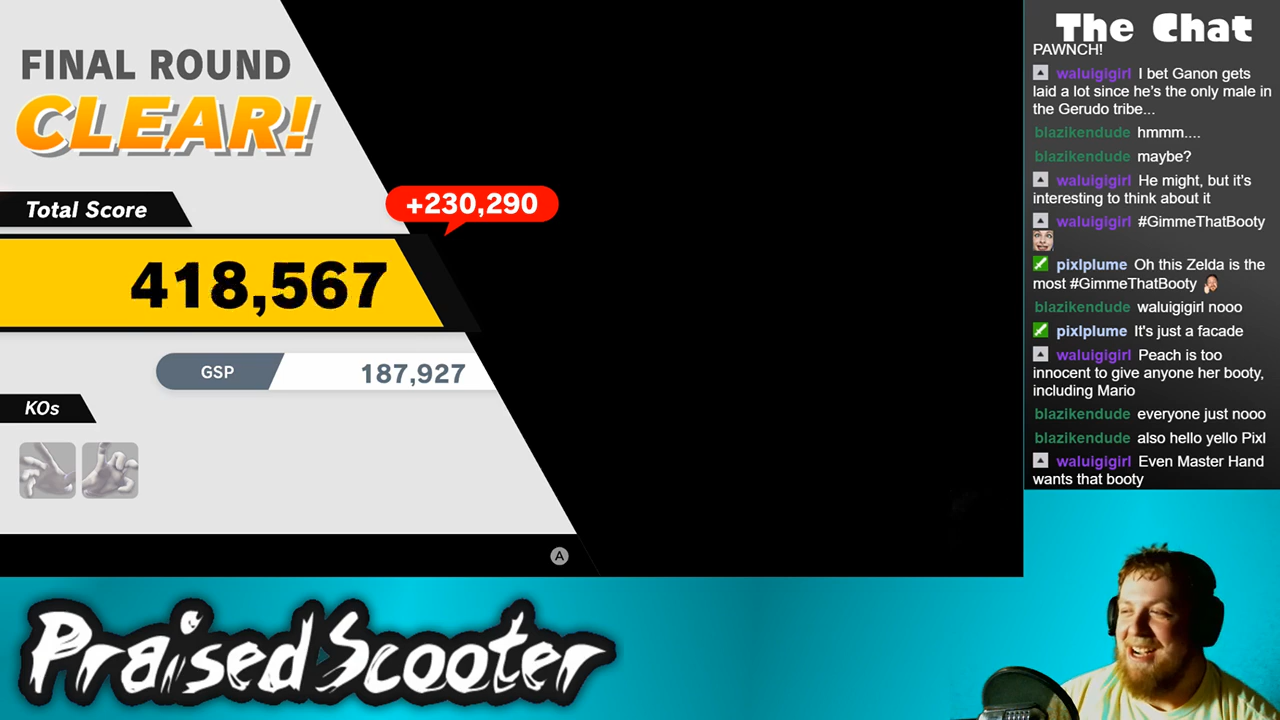 FINAL ROUND
CLEAR!
Total Score
+230,290
418,567
GSP
187,927
KOs
A
PraisedScooter
The Chat
PAWNCH!
waluigigirl I bet Ganon gets
laid a lot since he's the only male in
the Gerudo tribe...
blazikendude hmmm....
blazikendude maybe?
waluigigirl He might, but it's
interesting to think about it
waluigigirl #GimmeThatBooty
pixlplume Oh this Zelda is the
most #GimmeThatBooty
blazikendude waluigigirl nooo
pixlplume It's just a facade
waluigigirl Peach is too
innocent to give anyone her booty,
including Mario
blazikendude everyone just nooo
blazikendude also hello yello Pixl
waluigigirl Even Master Hand
wants that booty